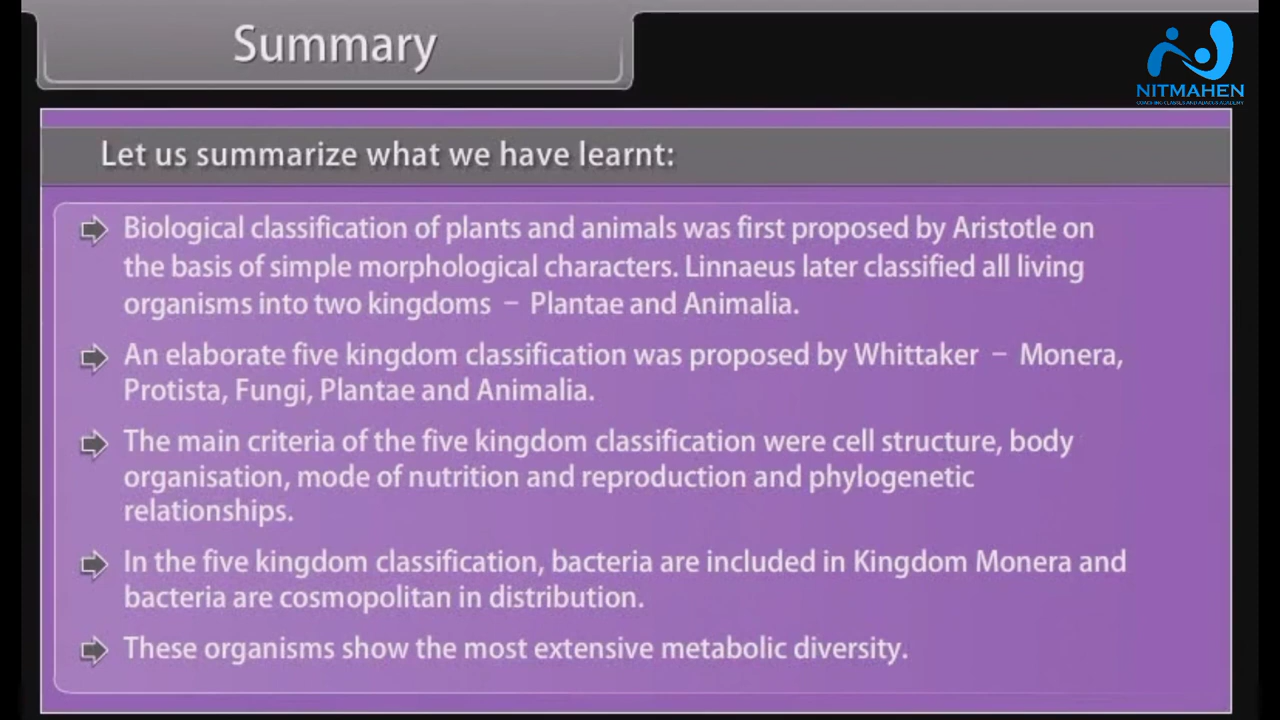 Summary
NITMAHEN
COACHING CLASSES AND ABACUS ACADEMY
Let us summarize what we have learnt:
Biological classification of plants and animals was first proposed by Aristotle on
the basis of simple morphological characters. Linnaeus later classified all living
organisms into two kingdoms – Plantae and Animalia.
An elaborate five kingdom classification was proposed by Whittaker – Monera,
Protista, Fungi, Plantae and Animalia.
The main criteria of the five kingdom classification were cell structure, body
organisation, mode of nutrition and reproduction and phylogenetic
relationships.
In the five kingdom classification, bacteria are included in Kingdom Monera and
bacteria are cosmopolitan in distribution.
These organisms show the most extensive metabolic diversity.